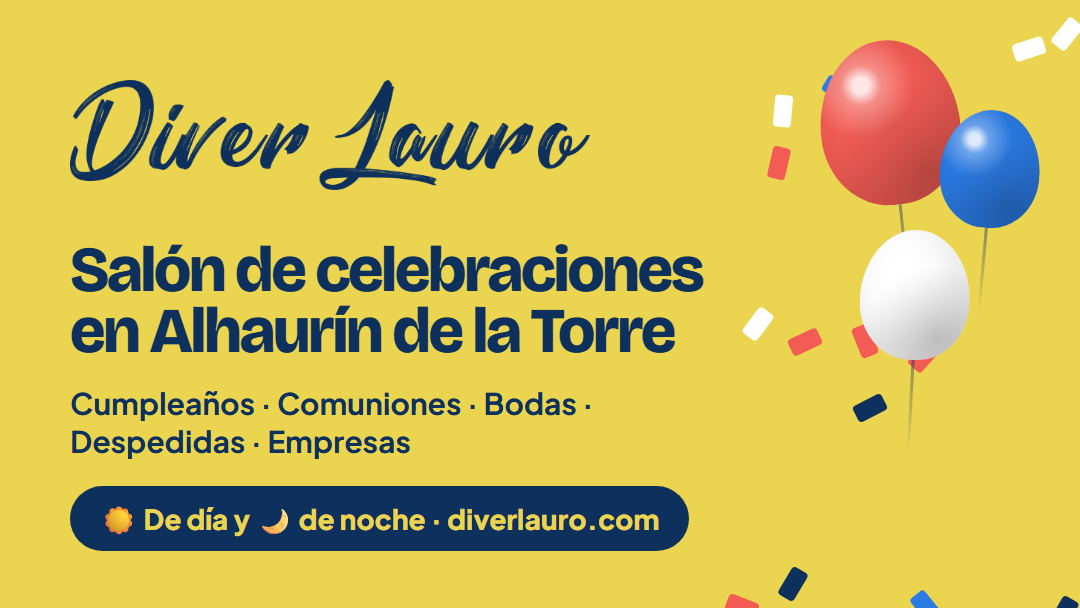 Diver Lauro
Salón de celebraciones
en Alhaurín de la Torre
Cumpleaños · Comuniones · Bodas ·
Despedidas · Empresas
☀️ De día y 🌙 de noche · diverlauro.com